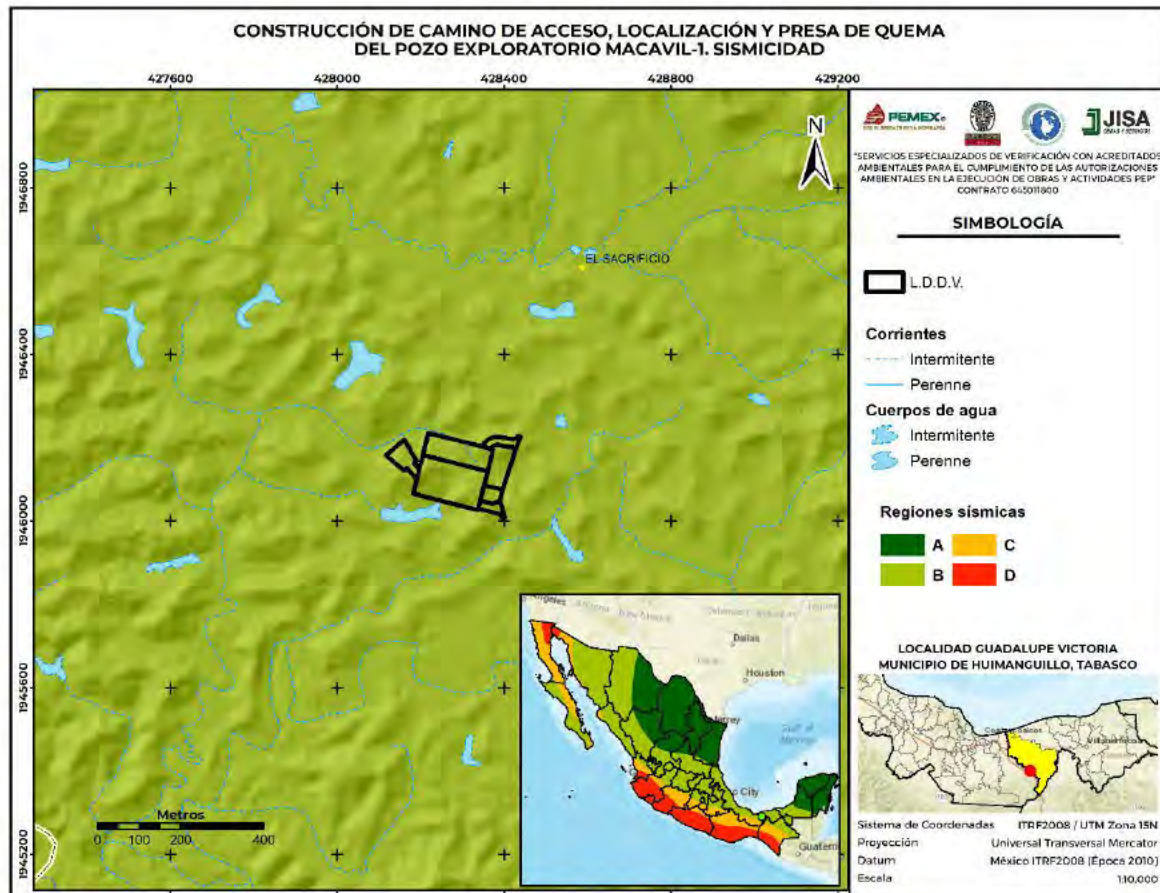 CONSTRUCCIÓN DE CAMINO DE ACCESO, LOCALIZACIÓN Y PRESA DE QUEMA
DEL POZO EXPLORATORIO MACAVIL-1. SISMICIDAD
427600 428000 428400 428800 429200
1946800
1946400
1946000
1945600
1945200
N
EL SACRIFICIO
Metros
0 100 200 400
Dallas
Houston
Monterrey
Gulf of
Mexico
City
PEMEX
JISA
"SERVICIOS ESPECIALIZADOS DE VERIFICACIÓN CON ACREDITADOS
AMBIENTALES PARA EL CUMPLIMIENTO DE LAS AUTORIZACIONES
AMBIENTALES EN LA EJECUCIÓN DE OBRAS Y ACTIVIDADES PEP"
CONTRATO 645011800
SIMBOLOGÍA
L.D.D.V.
Corrientes
Intermitente
Perenne
Cuerpos de agua
Intermitente
Perenne
Regiones sísmicas
A C
B D
LOCALIDAD GUADALUPE VICTORIA
MUNICIPIO DE HUIMANGUILLO, TABASCO
Sistema de Coordenadas ITRF2008 / UTM Zona 15N
Proyección Universal Transversal Mercator
Datum México ITRF2008 (Época 2010)
Escala 1:10,000